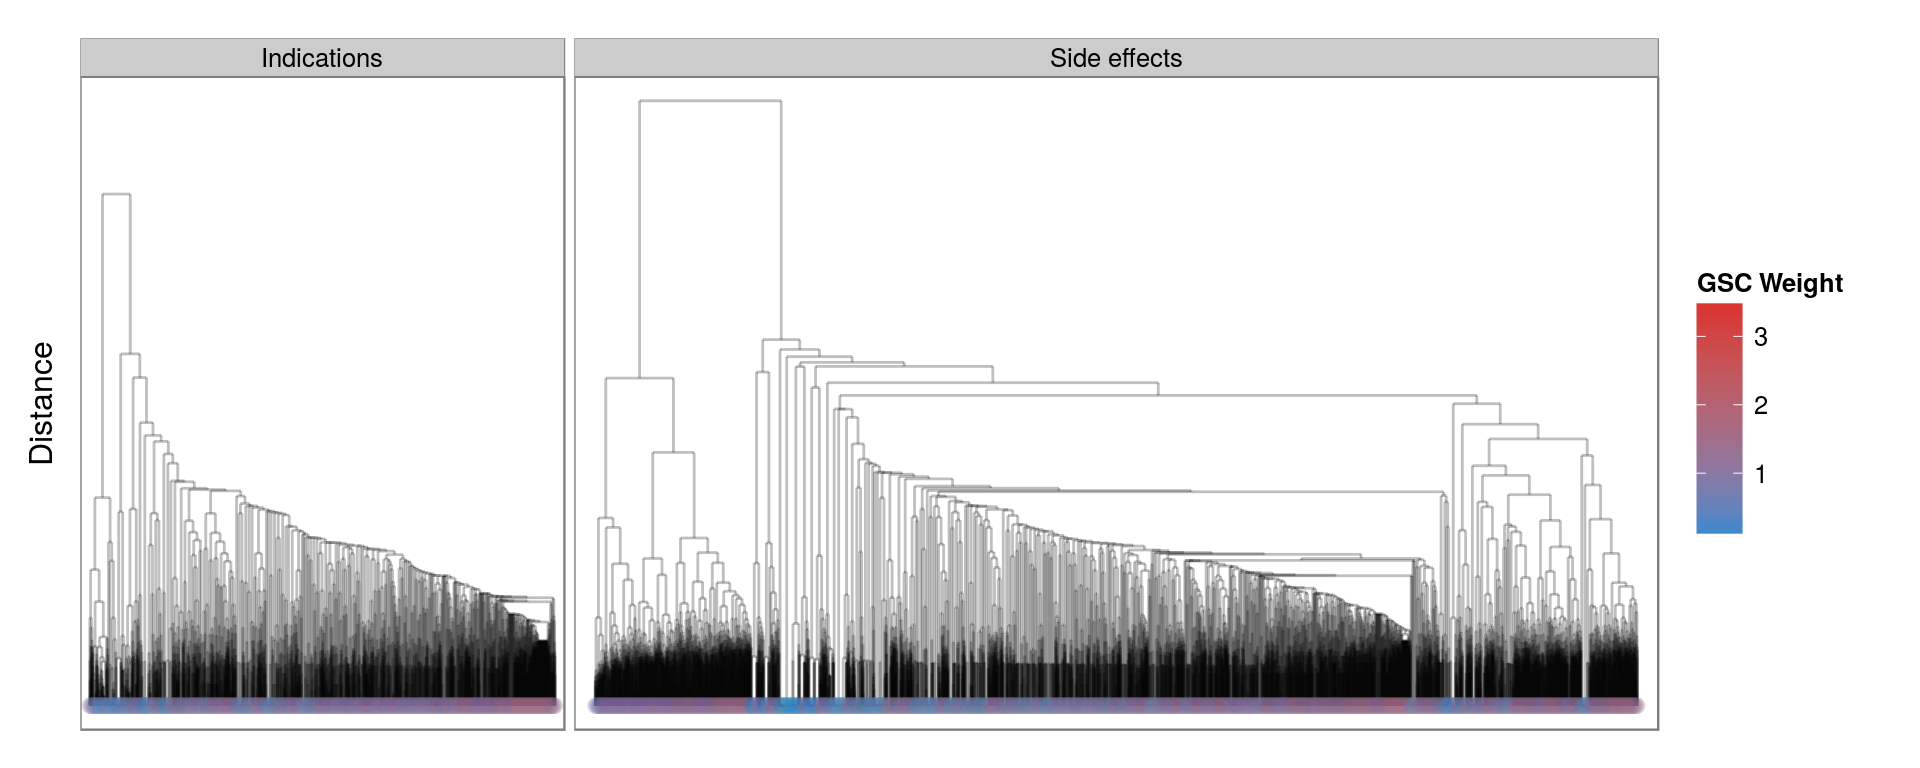 Indications
Side effects
Distance
GSC Weight
3
2
1